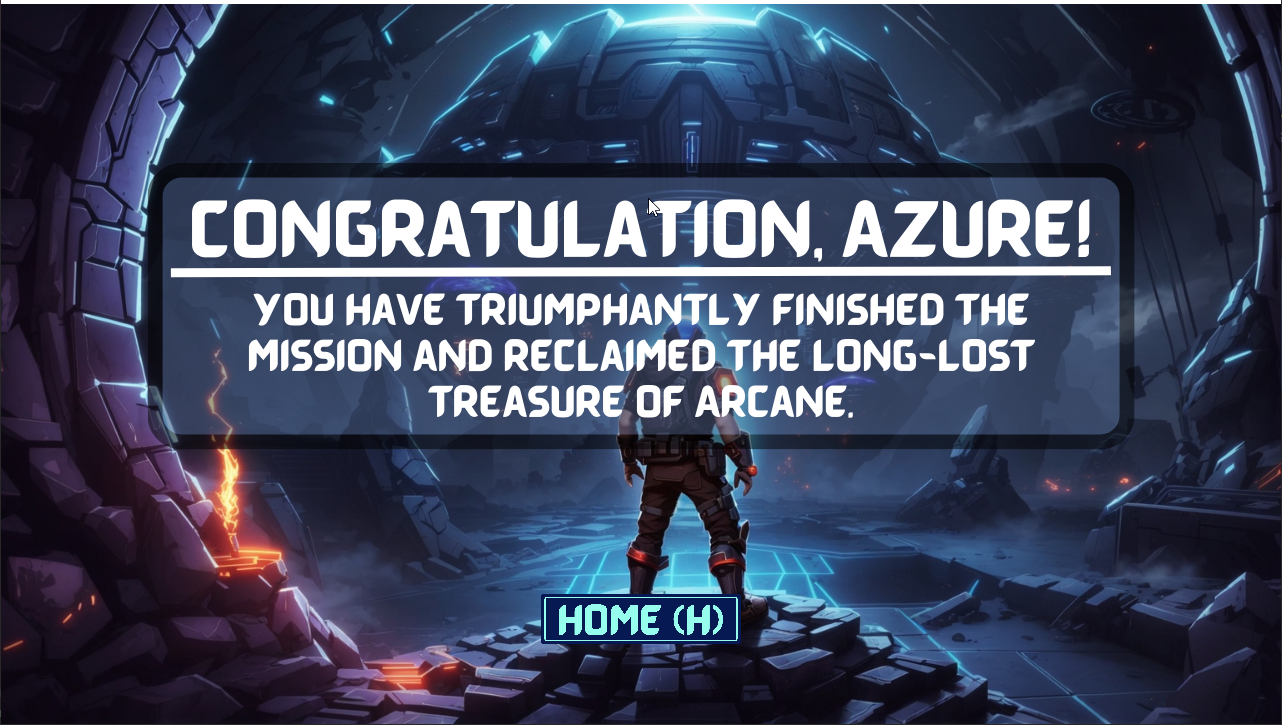 CONGRATULATION, AZURE!
YOU HAVE TRIUMPHANTLY FINISHED THE
MISSION AND RECLAIMED THE LONG-LOST
TREASURE OF ARCANE.
HOME (H)